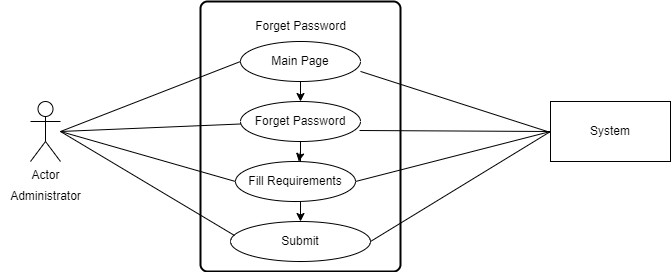 Forget Password
Main Page
Forget Password
System
Actor
Administrator
Fill Requirements
Submit